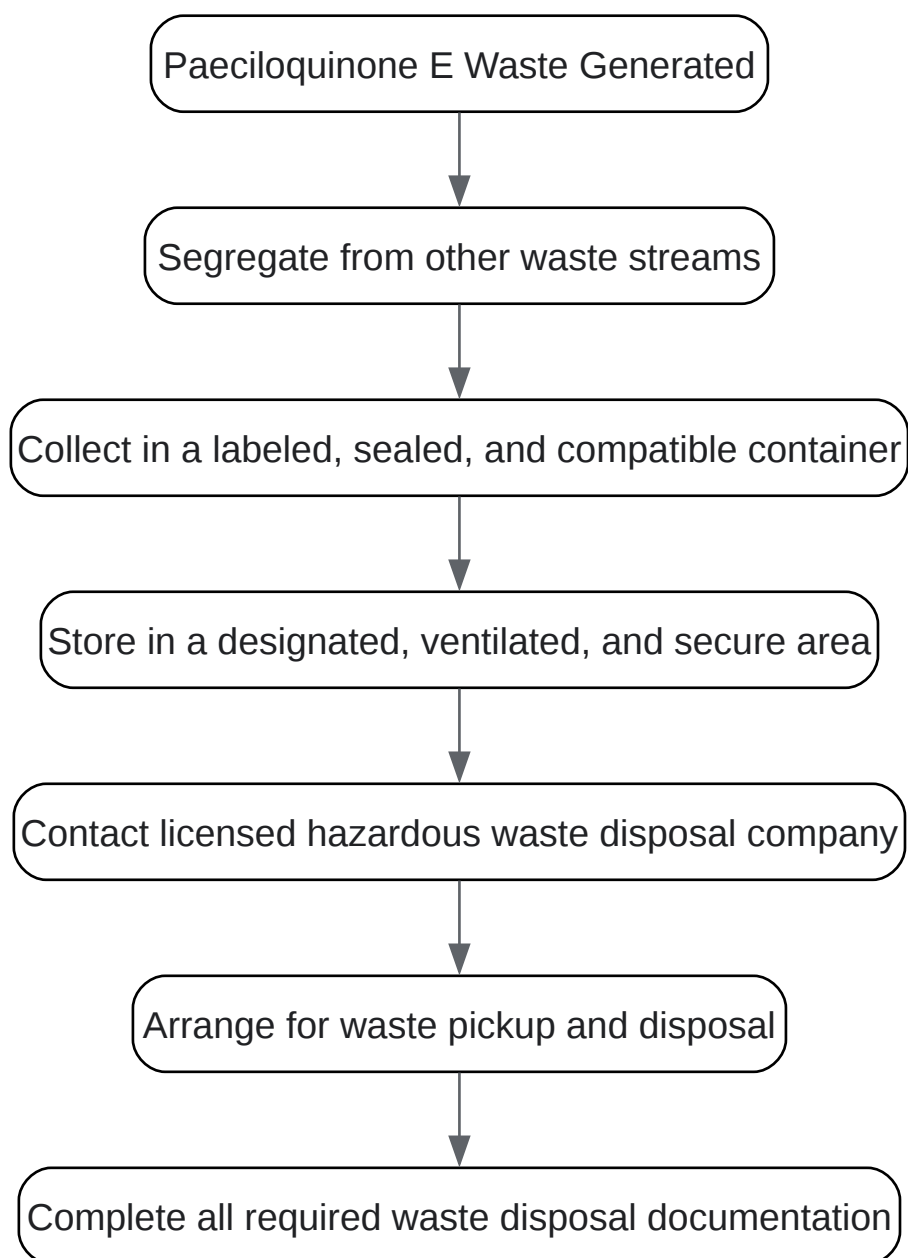 Paeciloquinone E Waste Generated
Segregate from other waste streams
Collect in a labeled, sealed, and compatible container
Store in a designated, ventilated, and secure area
Contact licensed hazardous waste disposal company
Arrange for waste pickup and disposal
Complete all required waste disposal documentation